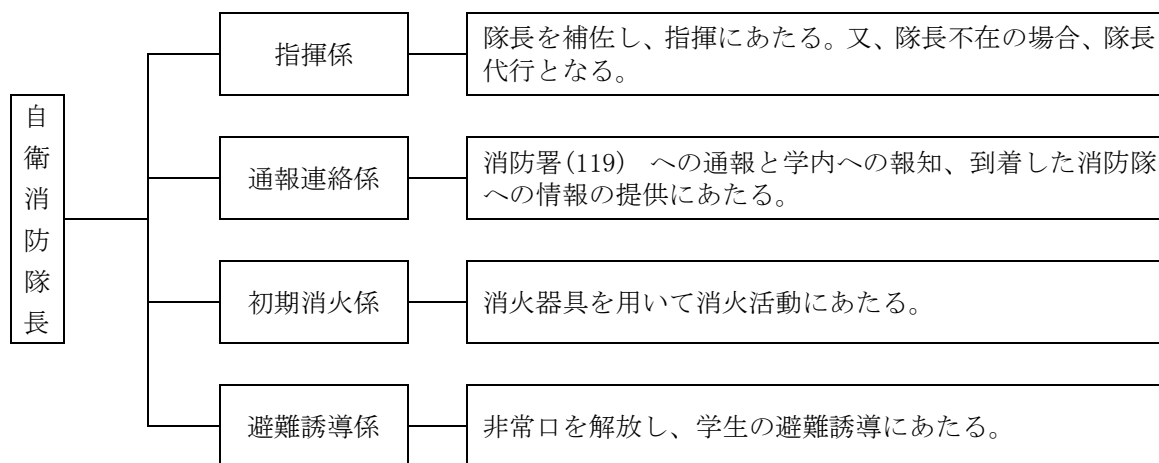 自衛消防隊長
指揮係
隊長を補佐し、指揮にあたる。又、隊長不在の場合、隊長
代行となる。
通報連絡係
消防署(119) への通報と学内への報知、到着した消防隊
への情報の提供にあたる。
初期消火係
消火器具を用いて消火活動にあたる。
避難誘導係
非常口を解放し、学生の避難誘導にあたる。